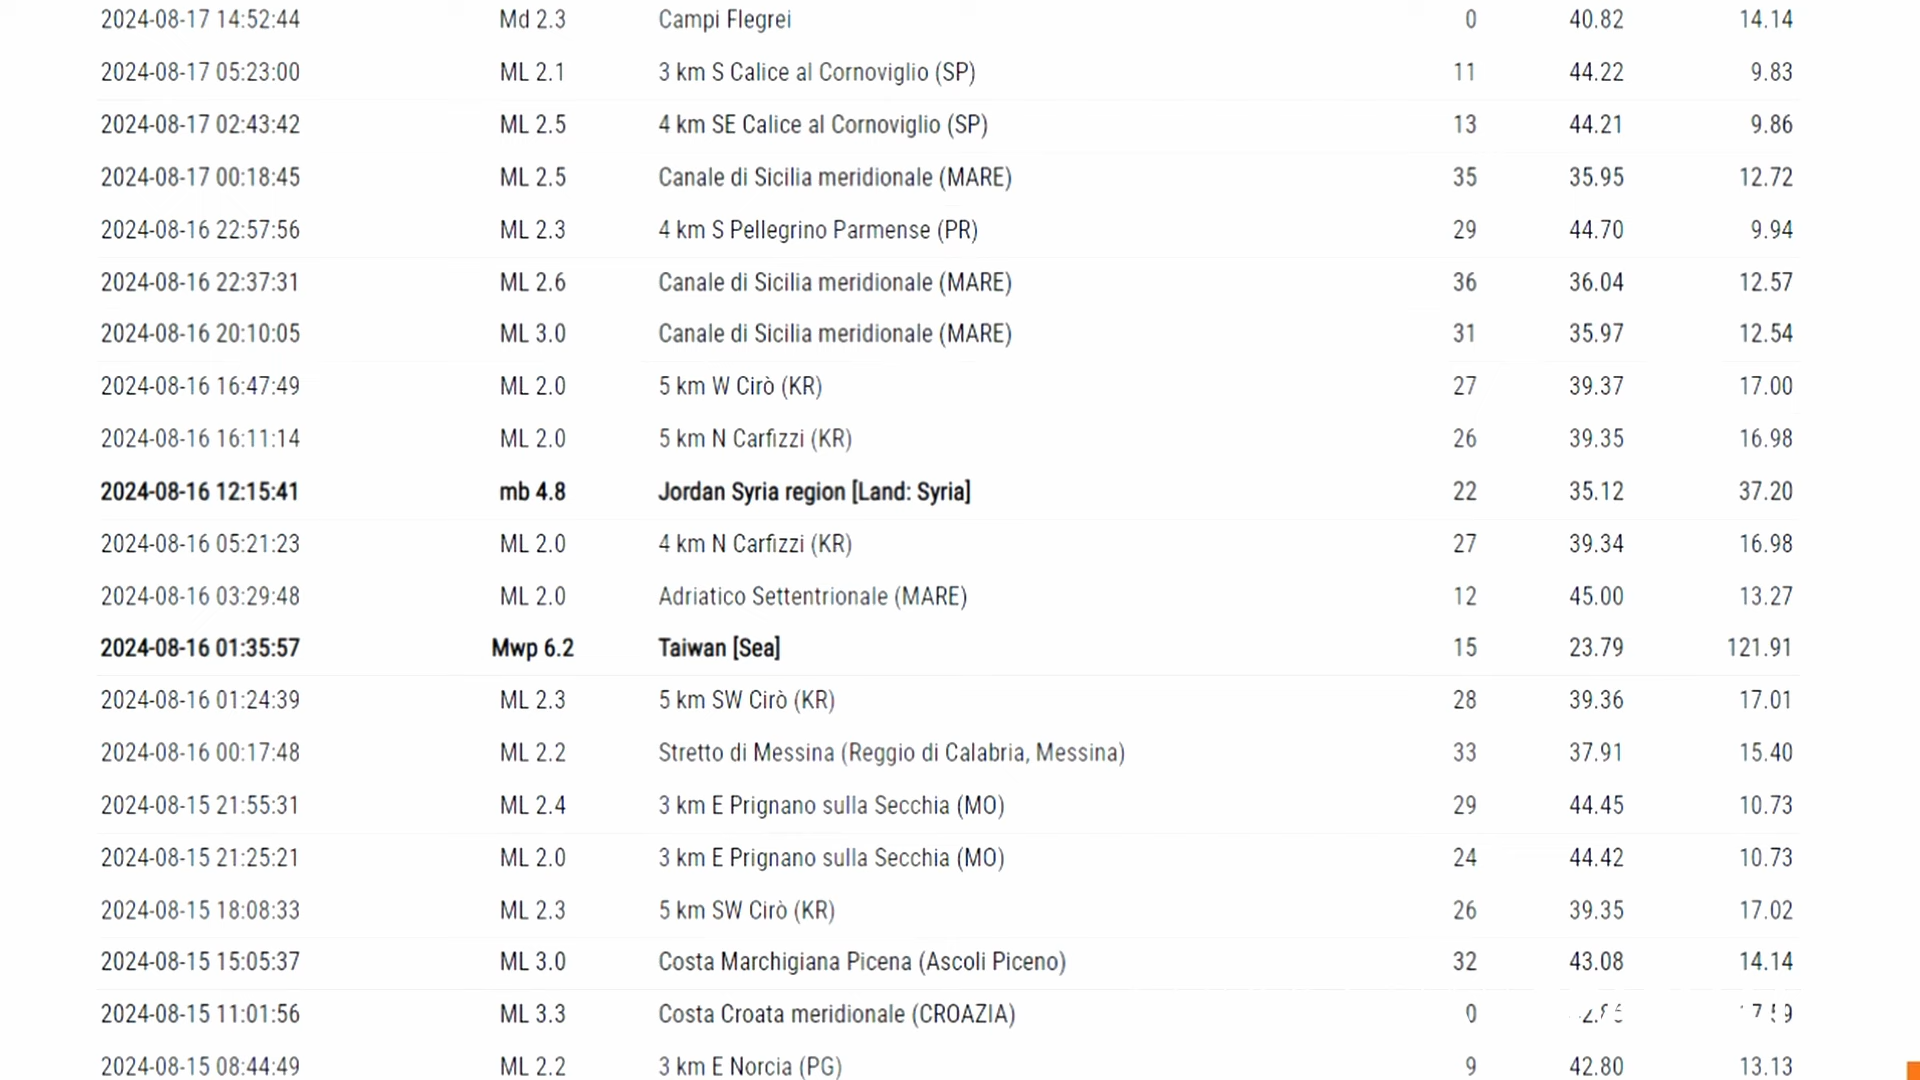 2024-08-17 14:52:44 Md 2.3 Campi Flegrei 0 40.82 14.14
2024-08-17 05:23:00 ML 2.1 3 km S Calice al Cornoviglio (SP) 11 44.22 9.83
2024-08-17 02:43:42 ML 2.5 4 km SE Calice al Cornoviglio (SP) 13 44.21 9.86
2024-08-17 00:18:45 ML 2.5 Canale di Sicilia meridionale (MARE) 35 35.95 12.72
2024-08-16 22:57:56 ML 2.3 4 km S Pellegrino Parmense (PR) 29 44.70 9.94
2024-08-16 22:37:31 ML 2.6 Canale di Sicilia meridionale (MARE) 36 36.04 12.57
2024-08-16 20:10:05 ML 3.0 Canale di Sicilia meridionale (MARE) 31 35.97 12.54
2024-08-16 16:47:49 ML 2.0 5 km W Cirò (KR) 27 39.37 17.00
2024-08-16 16:11:14 ML 2.0 5 km N Carfizzi (KR) 26 39.35 16.98
2024-08-16 12:15:41 mb 4.8 Jordan Syria region [Land: Syria] 22 35.12 37.20
2024-08-16 05:21:23 ML 2.0 4 km N Carfizzi (KR) 27 39.34 16.98
2024-08-16 03:29:48 ML 2.0 Adriatico Settentrionale (MARE) 12 45.00 13.27
2024-08-16 01:35:57 Mwp 6.2 Taiwan [Sea] 15 23.79 121.91
2024-08-16 01:24:39 ML 2.3 5 km SW Cirò (KR) 28 39.36 17.01
2024-08-16 00:17:48 ML 2.2 Stretto di Messina (Reggio di Calabria, Messina) 33 37.91 15.40
2024-08-15 21:55:31 ML 2.4 3 km E Prignano sulla Secchia (MO) 29 44.45 10.73
2024-08-15 21:25:21 ML 2.0 3 km E Prignano sulla Secchia (MO) 24 44.42 10.73
2024-08-15 18:08:33 ML 2.3 5 km SW Cirò (KR) 26 39.35 17.02
2024-08-15 15:05:37 ML 3.0 Costa Marchigiana Picena (Ascoli Piceno) 32 43.08 14.14
2024-08-15 11:01:56 ML 3.3 Costa Croata meridionale (CROAZIA) 0
2024-08-15 08:44:49 ML 2.2 3 km E Norcia (PG) 9 42.80 13.13